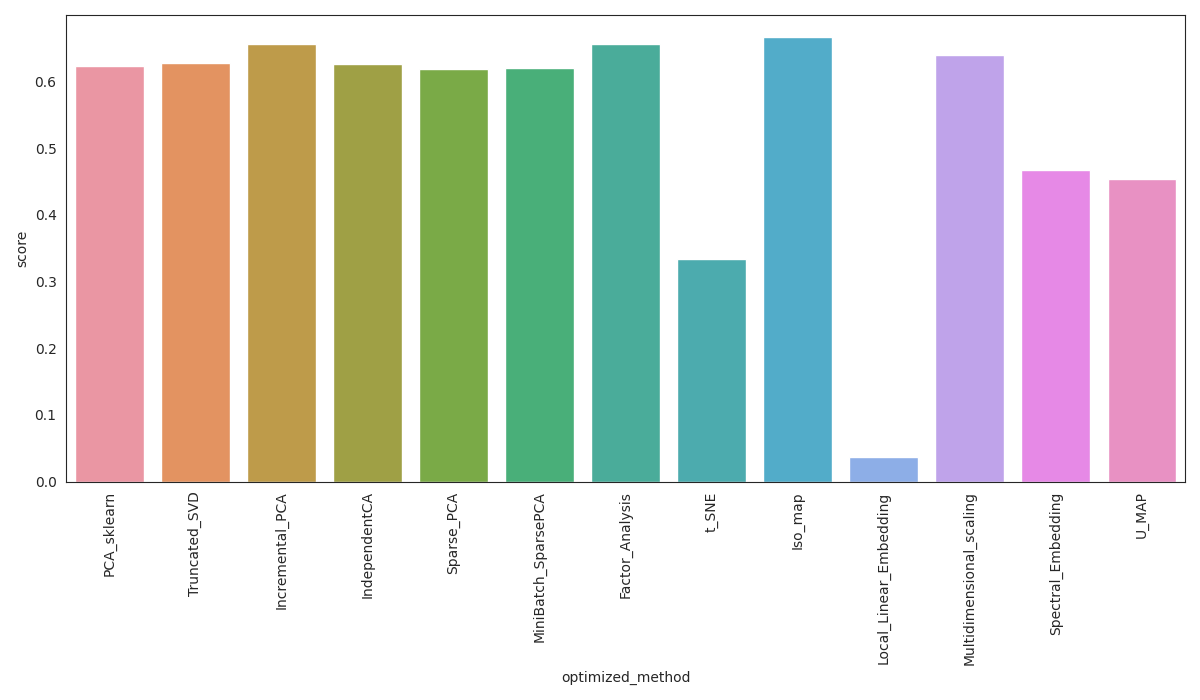 score
0.6
0.5
0.4
0.3
0.2
0.1
0.0
PCA_sklearn
Truncated_SVD
Incremental_PCA
IndependentCA
Sparse_PCA
MiniBatch_SparsePCA
Factor_Analysis
t_SNE
Iso_map
Local_Linear_Embedding
Multidimensional_scaling
Spectral_Embedding
U_MAP
optimized_method